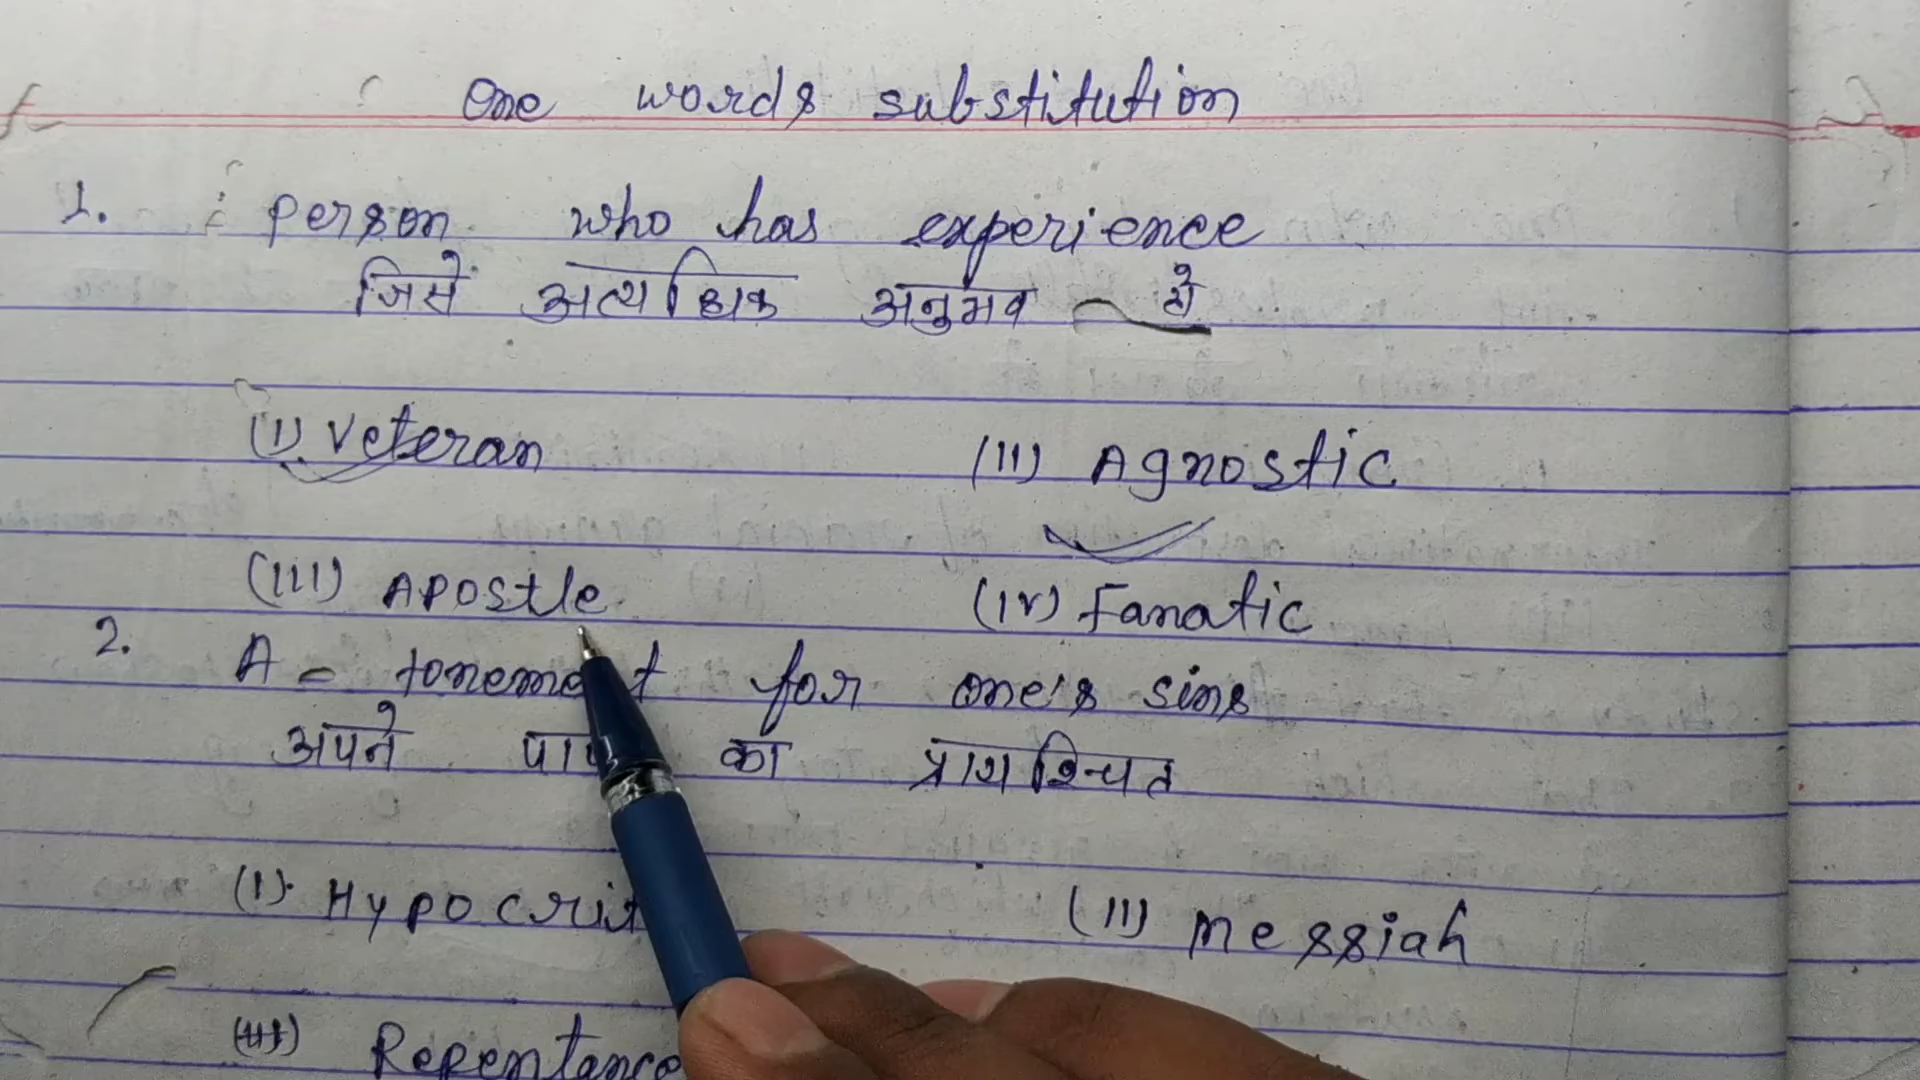 One words substitution
1. person who has experience
जिसे अत्यधिक अनुभव हो
(I) Veteran (II) Agnostic
(III) Apostle (IV) Fanatic
2. A - tonement for one's sins
अपने का प्रायश्चित
(I). (II) Messiah
(III) Repentance